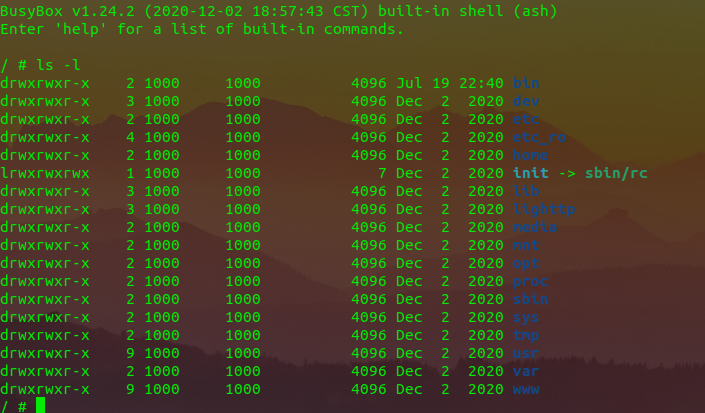 BusyBox v1.24.2 (2020-12-02 18:57:43 CST) built-in shell (ash)
Enter 'help' for a list of built-in commands.
/ # ls -l
drwxrwxr-x 2 1000 1000 4096 Jul 19 22:40 bin
drwxrwxr-x 3 1000 1000 4096 Dec 2 2020 dev
drwxrwxr-x 2 1000 1000 4096 Dec 2 2020 etc
drwxrwxr-x 4 1000 1000 4096 Dec 2 2020 etc_ro
drwxrwxr-x 2 1000 1000 4096 Dec 2 2020 home
lrwxrwxrwx 1 1000 1000 7 Dec 2 2020 init -> sbin/rc
drwxrwxr-x 3 1000 1000 4096 Dec 2 2020 lib
drwxrwxr-x 3 1000 1000 4096 Dec 2 2020 lighttp
drwxrwxr-x 2 1000 1000 4096 Dec 2 2020 media
drwxrwxr-x 2 1000 1000 4096 Dec 2 2020 mnt
drwxrwxr-x 2 1000 1000 4096 Dec 2 2020 opt
drwxrwxr-x 2 1000 1000 4096 Dec 2 2020 proc
drwxrwxr-x 2 1000 1000 4096 Dec 2 2020 sbin
drwxrwxr-x 2 1000 1000 4096 Dec 2 2020 sys
drwxrwxr-x 2 1000 1000 4096 Dec 2 2020 tmp
drwxrwxr-x 9 1000 1000 4096 Dec 2 2020 usr
drwxrwxr-x 2 1000 1000 4096 Dec 2 2020 var
drwxrwxr-x 9 1000 1000 4096 Dec 2 2020 www
/ #